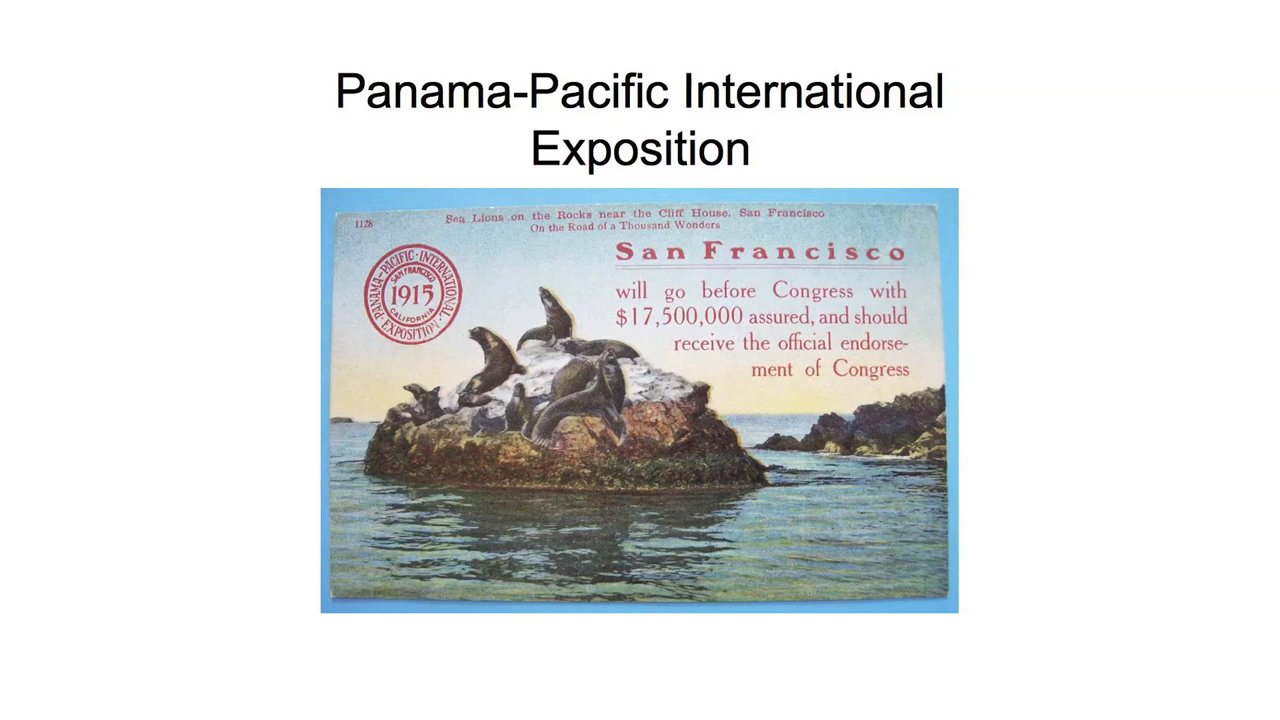 Panama-Pacific International
Exposition
1128
Sea Lions on the Rocks near the Cliff House, San Francisco
On the Road of a Thousand Wonders
San Francisco
will go before Congress with
$17,500,000 assured, and should
receive the official endorse-
ment of Congress
PANAMA-PACIFIC·INTERNATIONAL·
SAN FRANCISCO
1915
CALIFORNIA
EXPOSITION